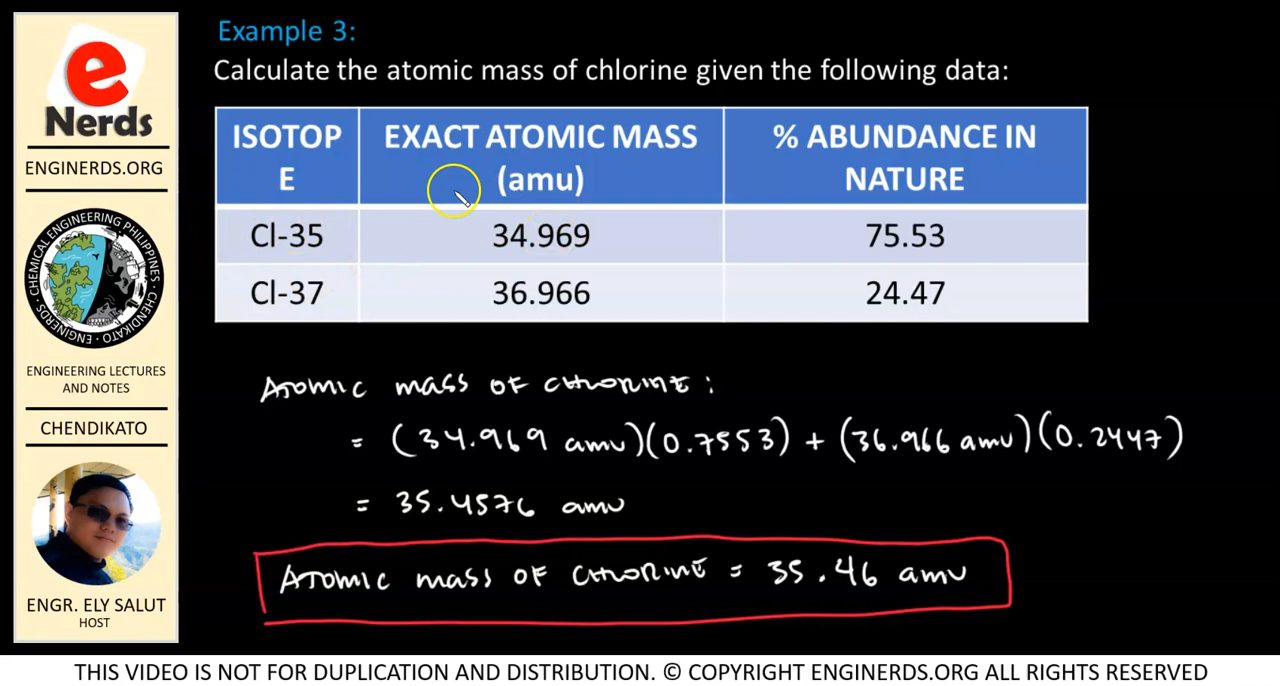 e
Nerds
ENGINERDS.ORG
CHEMICAL ENGINEERING PHILIPPINES
CHENDIKATO · ENGINERDS
ENGINEERING LECTURES
AND NOTES
CHENDIKATO
ENGR. ELY SALUT
HOST
Example 3:
Calculate the atomic mass of chlorine given the following data:
ISOTOP
E
EXACT ATOMIC MASS
(amu)
% ABUNDANCE IN
NATURE
Cl-35 34.969 75.53
Cl-37 36.966 24.47
ATOMIC MASS OF CHLORINE :
= (34.969 amu)(0.7553) + (36.966 amu)(0.2447)
= 35.4576 amu
ATOMIC MASS OF CHLORINE = 35.46 amu
THIS VIDEO IS NOT FOR DUPLICATION AND DISTRIBUTION. © COPYRIGHT ENGINERDS.ORG ALL RIGHTS RESERVED